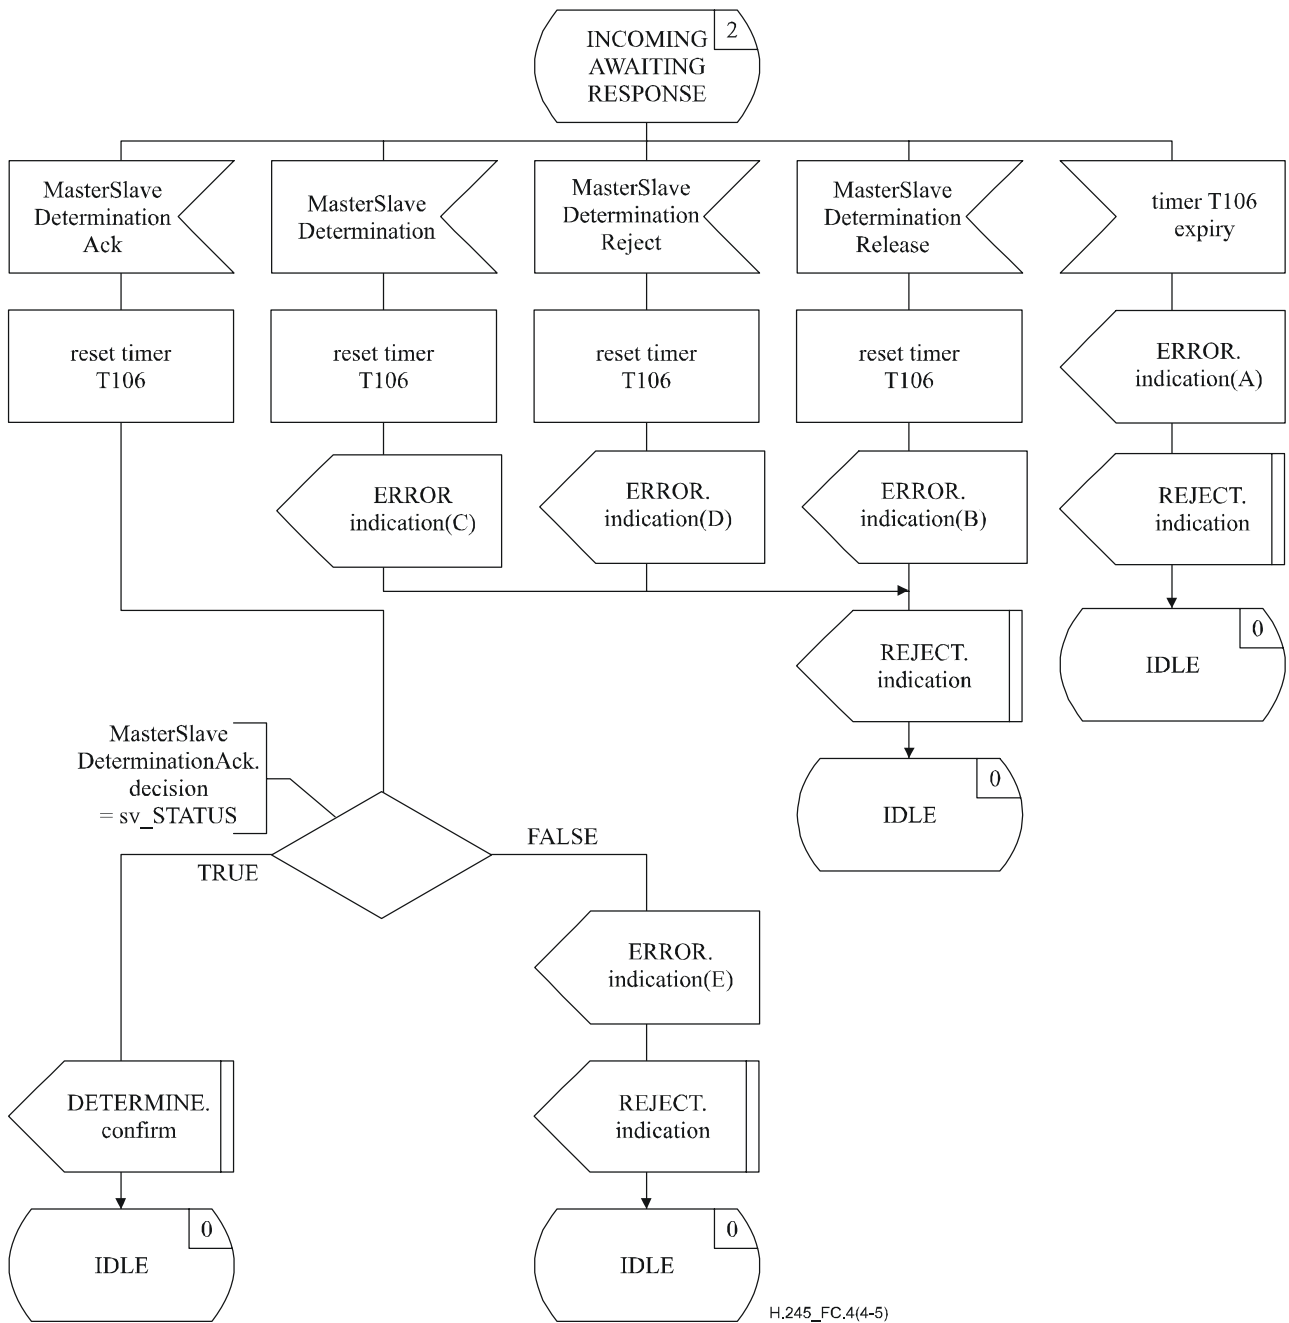 INCOMING
AWAITING
RESPONSE
2
MasterSlave
Determination
Ack
MasterSlave
Determination
MasterSlave
Determination
Reject
MasterSlave
Determination
Release
timer T106
expiry
reset timer
T106
reset timer
T106
reset timer
T106
reset timer
T106
ERROR.
indication(A)
ERROR
indication(C)
ERROR.
indication(D)
ERROR.
indication(B)
REJECT.
indication
REJECT.
indication
IDLE
0
MasterSlave
DeterminationAck.
decision
= sv_STATUS
IDLE
0
TRUE
FALSE
ERROR.
indication(E)
DETERMINE.
confirm
REJECT.
indication
IDLE
0
IDLE
0
H.245_FC.4(4-5)